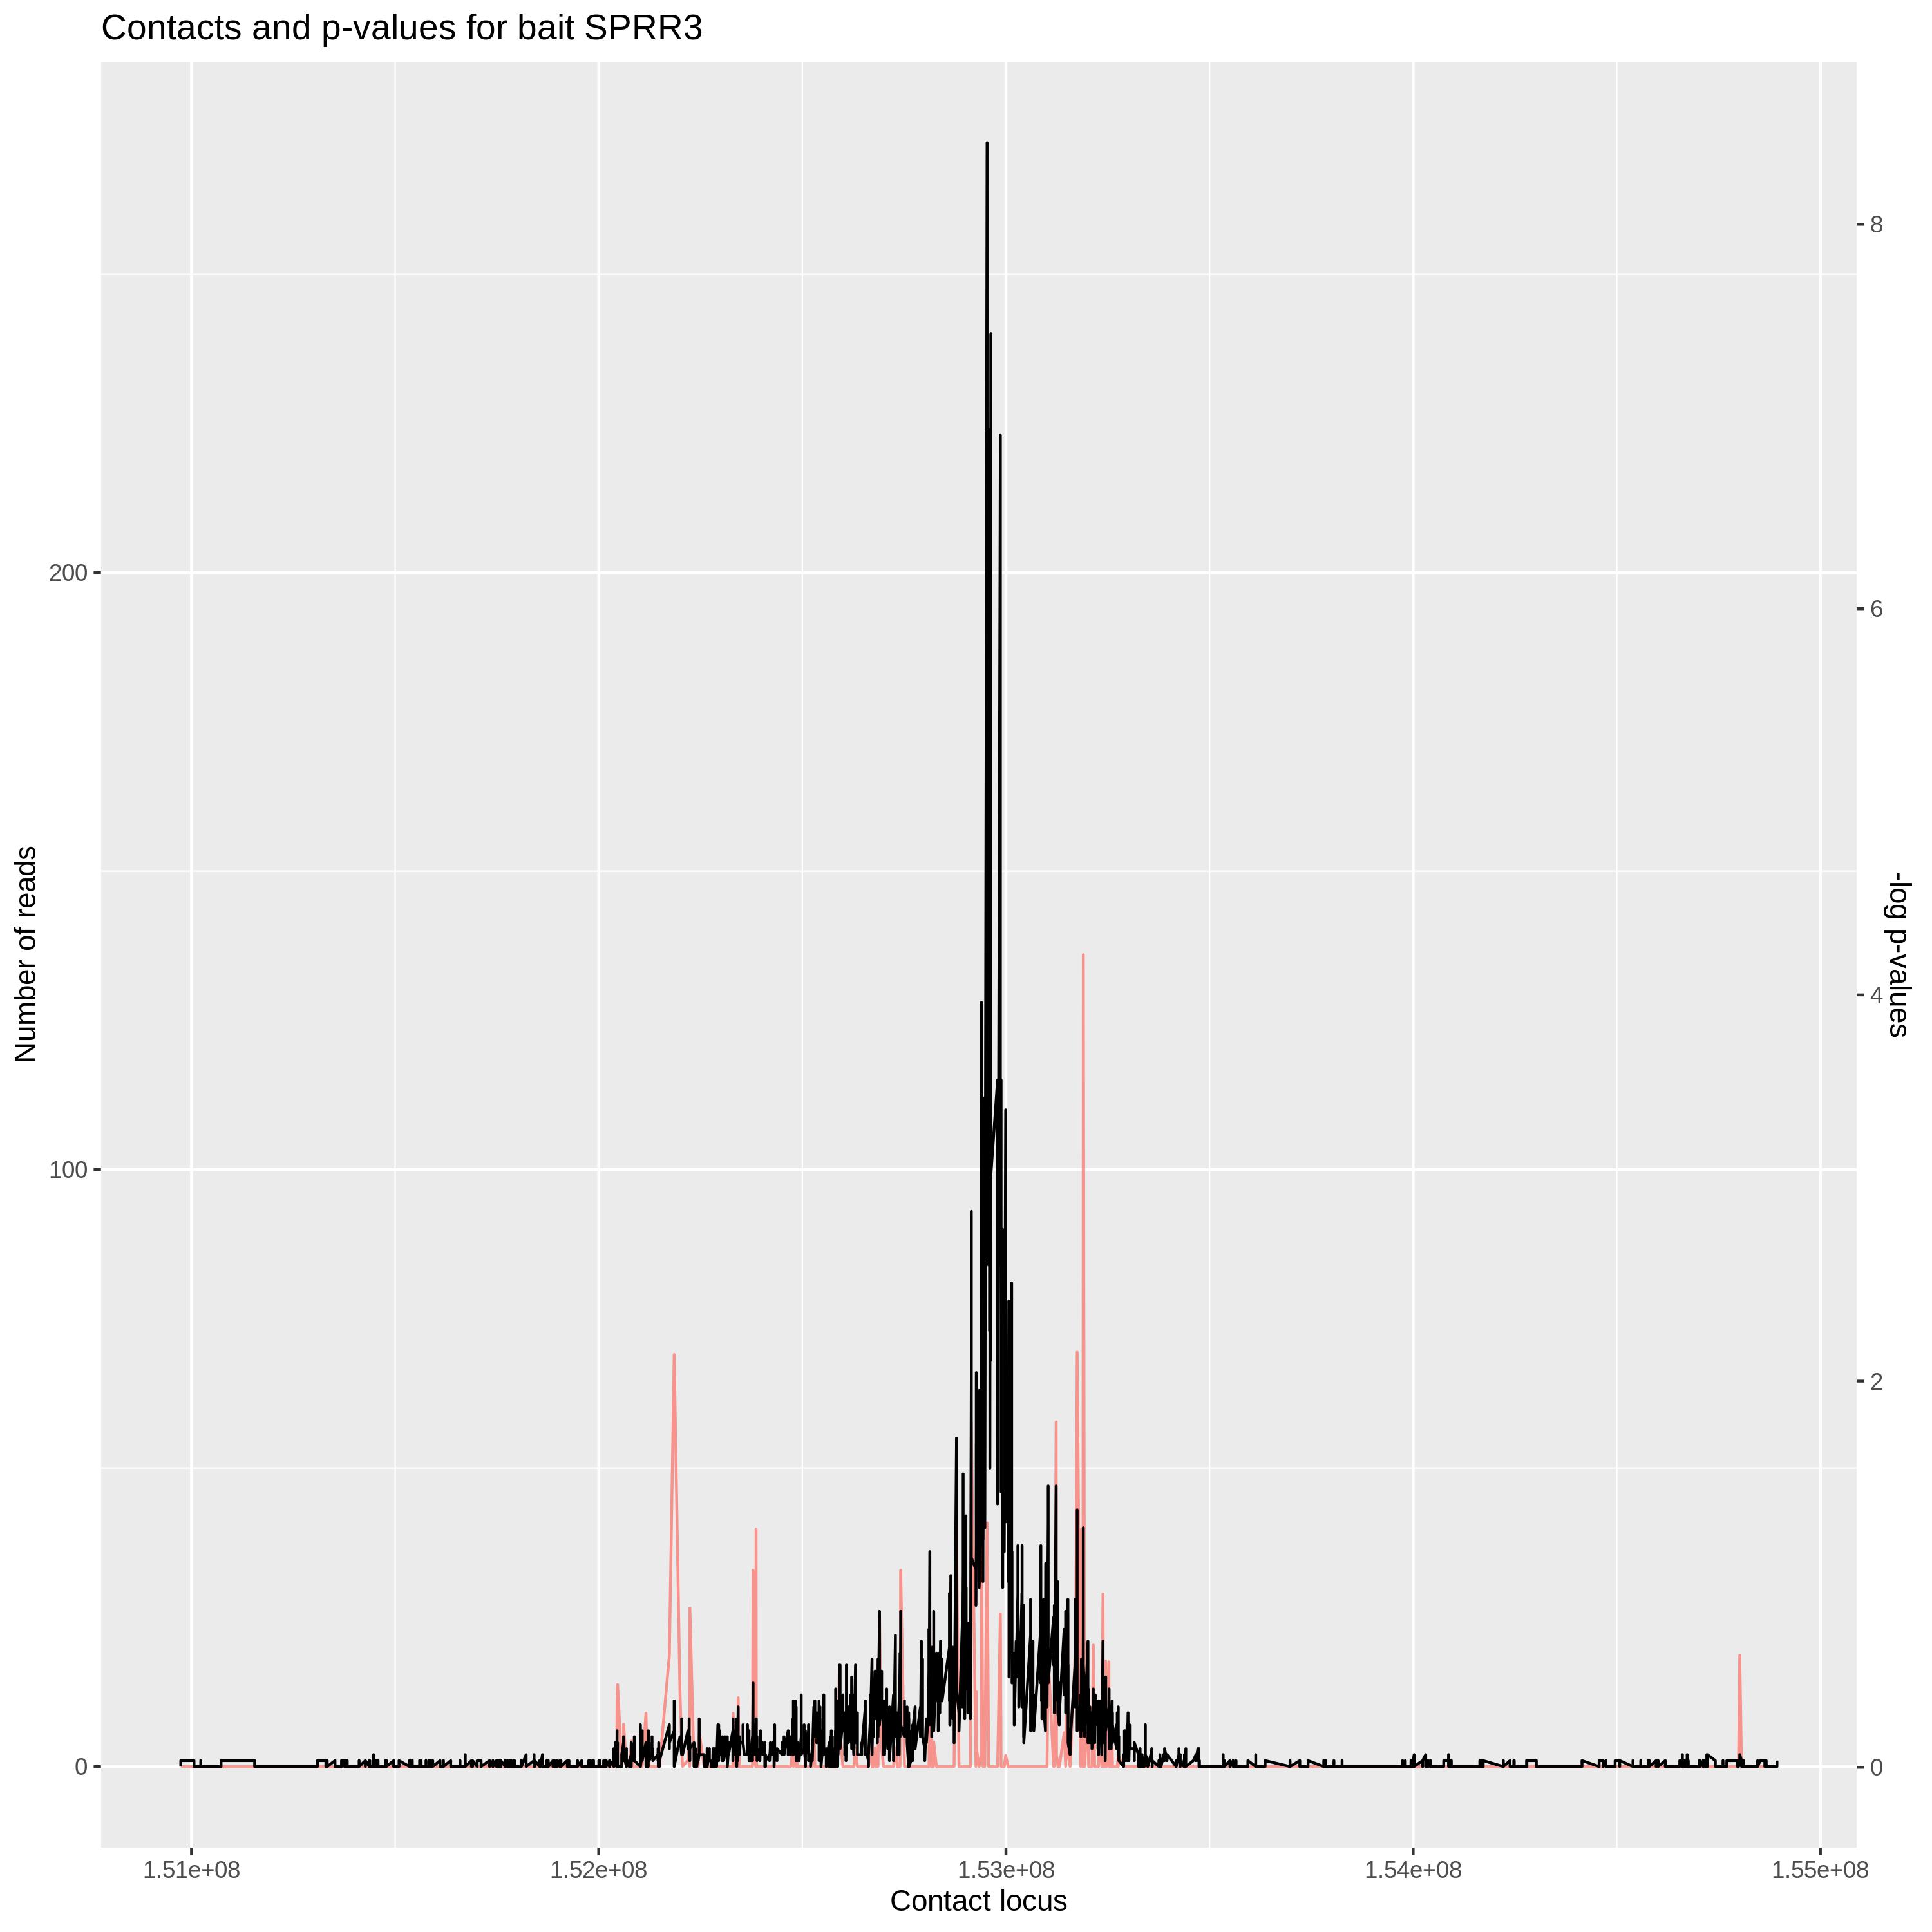 Contacts and p-values for bait SPRR3
Number of reads
200
100
0
8
6
4
2
0
-log p-values
1.51e+08
1.52e+08
1.53e+08
1.54e+08
1.55e+08
Contact locus